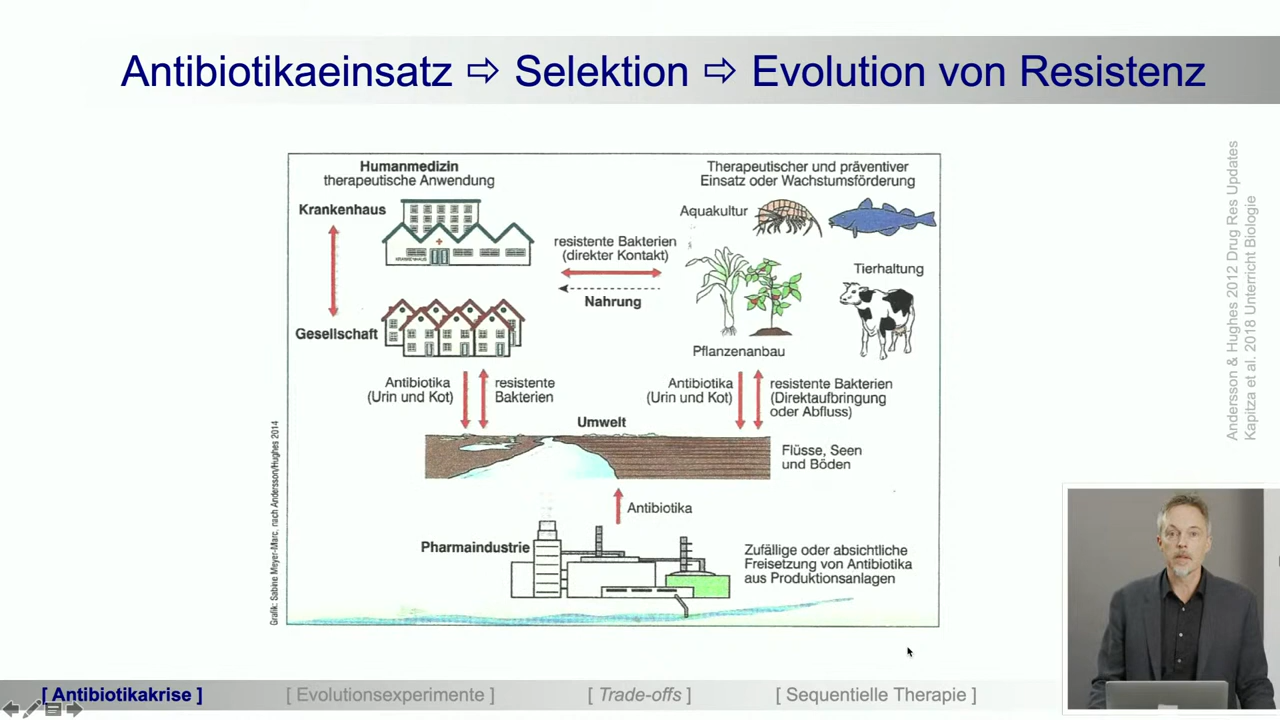 Antibiotikaeinsatz ⇨ Selektion ⇨ Evolution von Resistenz
Humanmedizin
therapeutische Anwendung
Krankenhaus
KRANKENHAUS
Gesellschaft
resistente Bakterien
(direkter Kontakt)
Nahrung
Therapeutischer und präventiver
Einsatz oder Wachstumsförderung
Aquakultur
Tierhaltung
Pflanzenanbau
Antibiotika
(Urin und Kot)
resistente
Bakterien
Antibiotika
(Urin und Kot)
resistente Bakterien
(Direktaufbringung
oder Abfluss)
Umwelt
Flüsse, Seen
und Böden
Antibiotika
Pharmaindustrie
Zufällige oder absichtliche
Freisetzung von Antibiotika
aus Produktionsanlagen
Grafik: Sabine Meyer-Marc. nach Andersson/Hughes 2014
Andersson & Hughes 2012 Drug Res Updates
Kapitza et al. 2018 Unterricht Biologie
[ Antibiotikakrise ]
[ Evolutionsexperimente ]
[ Trade-offs ]
[ Sequentielle Therapie ]